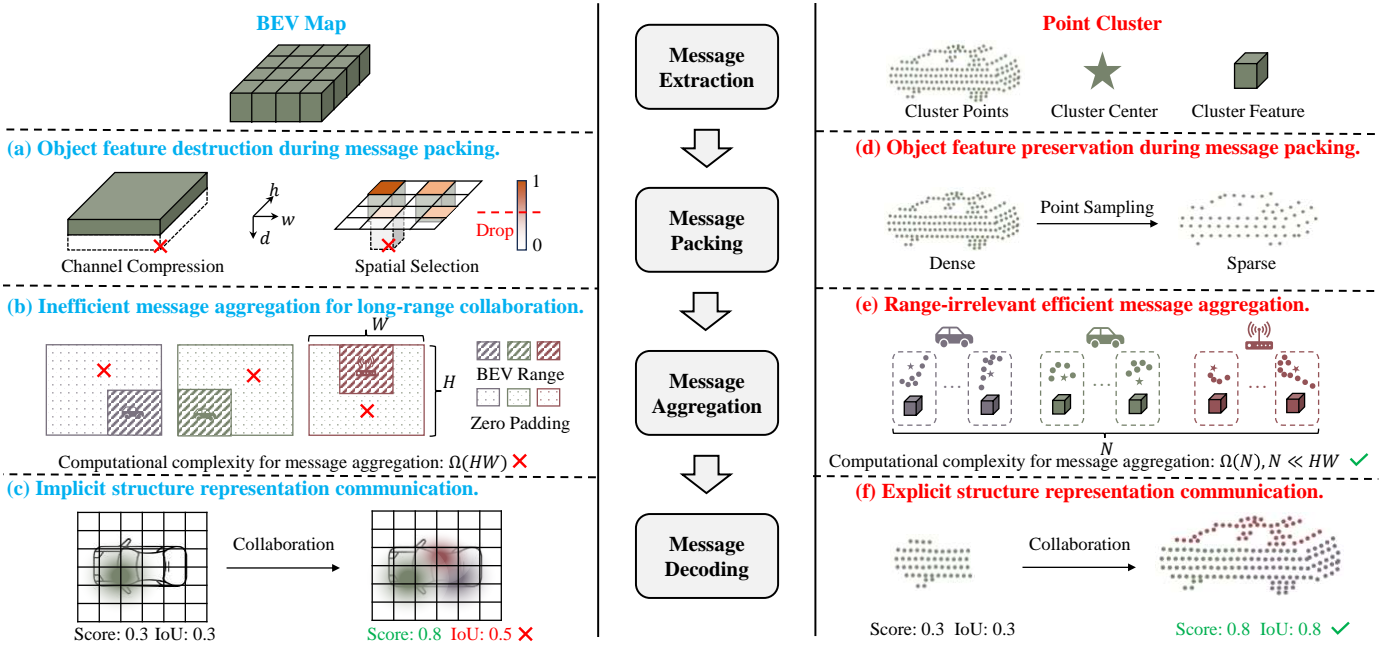 BEV Map
(a) Object feature destruction during message packing.
h
w
d
1
Drop
0
Channel Compression
Spatial Selection
(b) Inefficient message aggregation for long-range collaboration.
W
H
BEV Range
Zero Padding
Computational complexity for message aggregation: Ω(HW)
(c) Implicit structure representation communication.
Collaboration
Score: 0.3 IoU: 0.3
Score: 0.8 IoU: 0.5
Message
Extraction
Message
Packing
Message
Aggregation
Message
Decoding
Point Cluster
Cluster Points
Cluster Center
Cluster Feature
(d) Object feature preservation during message packing.
Point Sampling
Dense
Sparse
(e) Range-irrelevant efficient message aggregation.
...
...
...
N
Computational complexity for message aggregation: Ω(N), N ≪ HW
(f) Explicit structure representation communication.
Collaboration
Score: 0.3 IoU: 0.3
Score: 0.8 IoU: 0.8